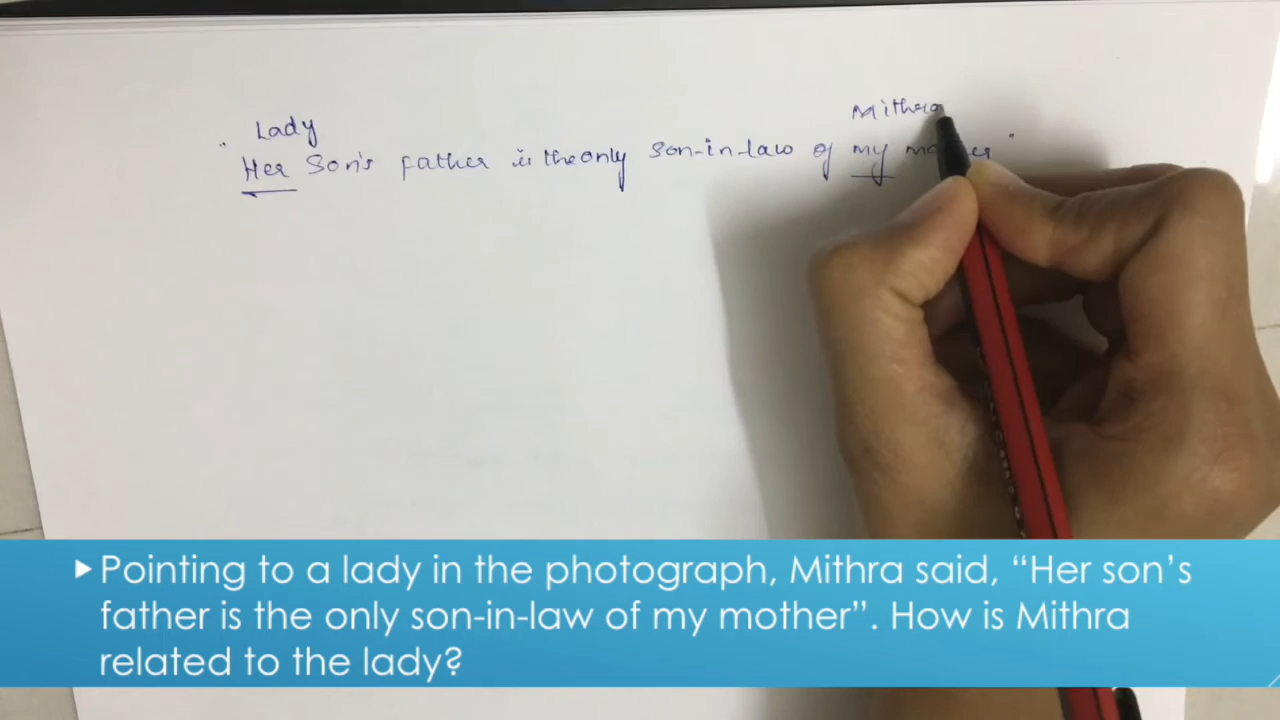 Lady Mithra
"Her Son's father is the only son-in-law of my mother"
Pointing to a lady in the photograph, Mithra said, “Her son’s
father is the only son-in-law of my mother”. How is Mithra
related to the lady?